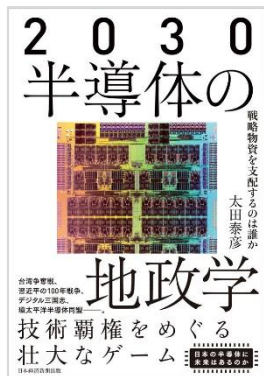 2030
半導体の
地政学
戦略物資を支配するのは誰か
太田泰彦
台湾争奪戦、
習近平の100年戦争、
デジタル三国志、
環太平洋半導体同盟——。
技術覇権をめぐる
壮大なゲーム
日本の半導体に
未来はあるのか
日本経済新聞出版